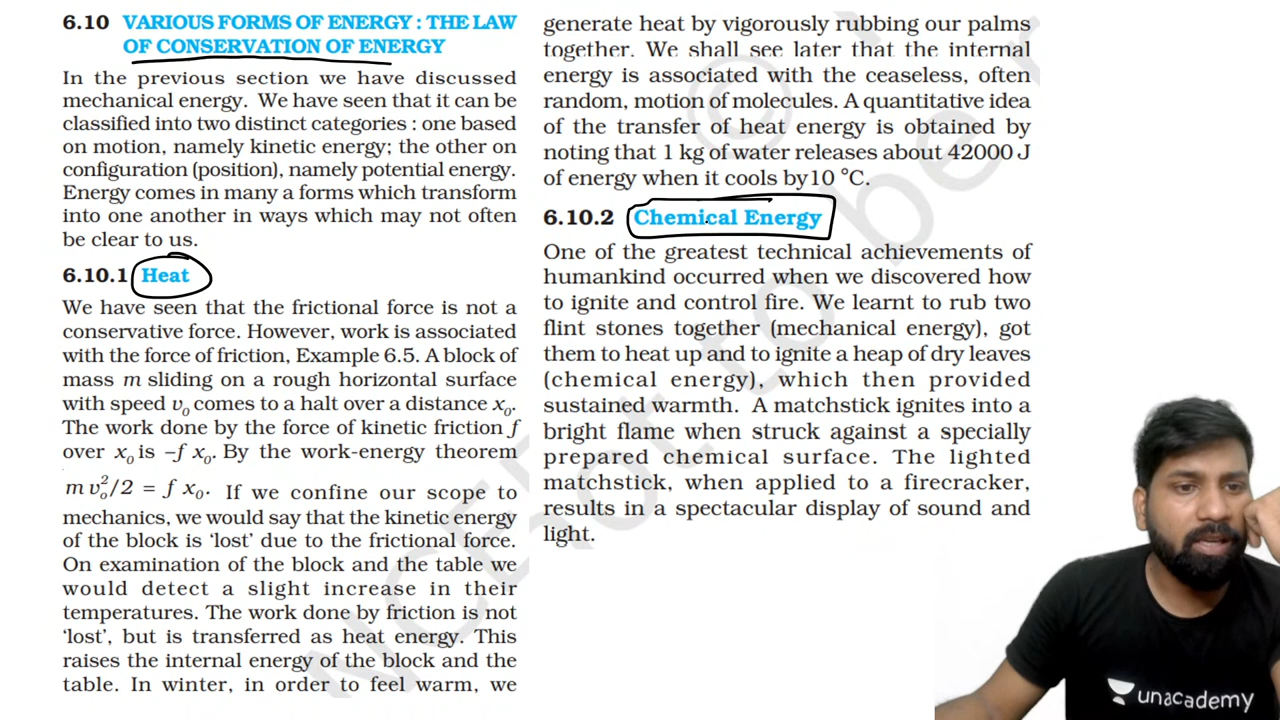 6.10 VARIOUS FORMS OF ENERGY : THE LAW
OF CONSERVATION OF ENERGY
In the previous section we have discussed
mechanical energy. We have seen that it can be
classified into two distinct categories : one based
on motion, namely kinetic energy; the other on
configuration (position), namely potential energy.
Energy comes in many a forms which transform
into one another in ways which may not often
be clear to us.
6.10.1 Heat
We have seen that the frictional force is not a
conservative force. However, work is associated
with the force of friction, Example 6.5. A block of
mass m sliding on a rough horizontal surface
with speed v₀ comes to a halt over a distance x₀.
The work done by the force of kinetic friction f
over x₀ is –f x₀. By the work-energy theorem
m v₀²/2 = f x₀. If we confine our scope to
mechanics, we would say that the kinetic energy
of the block is ‘lost’ due to the frictional force.
On examination of the block and the table we
would detect a slight increase in their
temperatures. The work done by friction is not
‘lost’, but is transferred as heat energy. This
raises the internal energy of the block and the
table. In winter, in order to feel warm, we
generate heat by vigorously rubbing our palms
together. We shall see later that the internal
energy is associated with the ceaseless, often
random, motion of molecules. A quantitative idea
of the transfer of heat energy is obtained by
noting that 1 kg of water releases about 42000 J
of energy when it cools by 10 °C.
6.10.2 Chemical Energy
One of the greatest technical achievements of
humankind occurred when we discovered how
to ignite and control fire. We learnt to rub two
flint stones together (mechanical energy), got
them to heat up and to ignite a heap of dry leaves
(chemical energy), which then provided
sustained warmth. A matchstick ignites into a
bright flame when struck against a specially
prepared chemical surface. The lighted
matchstick, when applied to a firecracker,
results in a spectacular display of sound and
light.
unacademy